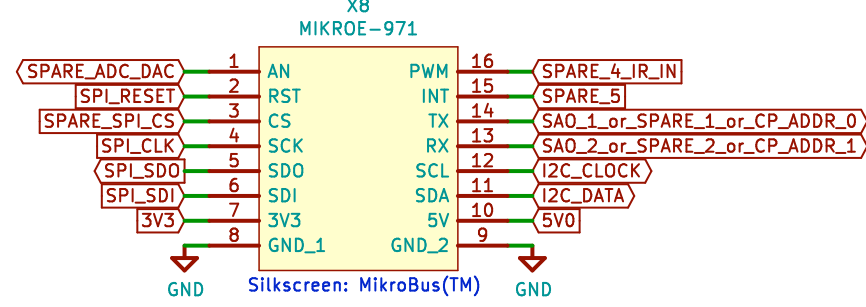 X8
MIKROE-971
SPARE_ADC_DAC 1 AN PWM 16 SPARE_4_IR_IN
SPI_RESET 2 RST INT 15 SPARE_5
SPARE_SPI_CS 3 CS TX 14 SAO_1_or_SPARE_1_or_CP_ADDR_0
SPI_CLK 4 SCK RX 13 SAO_2_or_SPARE_2_or_CP_ADDR_1
SPI_SDO 5 SDO SCL 12 I2C_CLOCK
SPI_SDI 6 SDI SDA 11 I2C_DATA
3V3 7 3V3 5V 10 5V0
8 GND_1 GND_2 9
GND Silkscreen: MikroBus(TM) GND